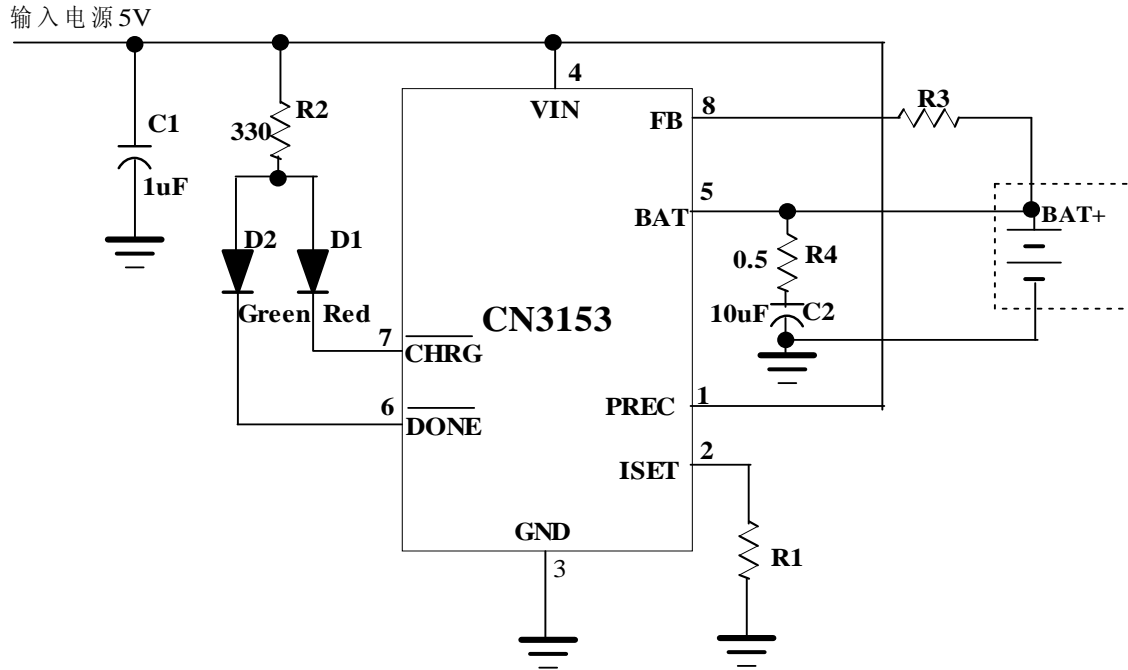 输入电源5V
4
VIN
C1
1uF
R2
330
D2
D1
Green
Red
CN3153
7
CHRG
6
DONE
GND
3
8
FB
R3
5
BAT
BAT+
0.5
R4
10uF
C2
1
PREC
2
ISET
R1